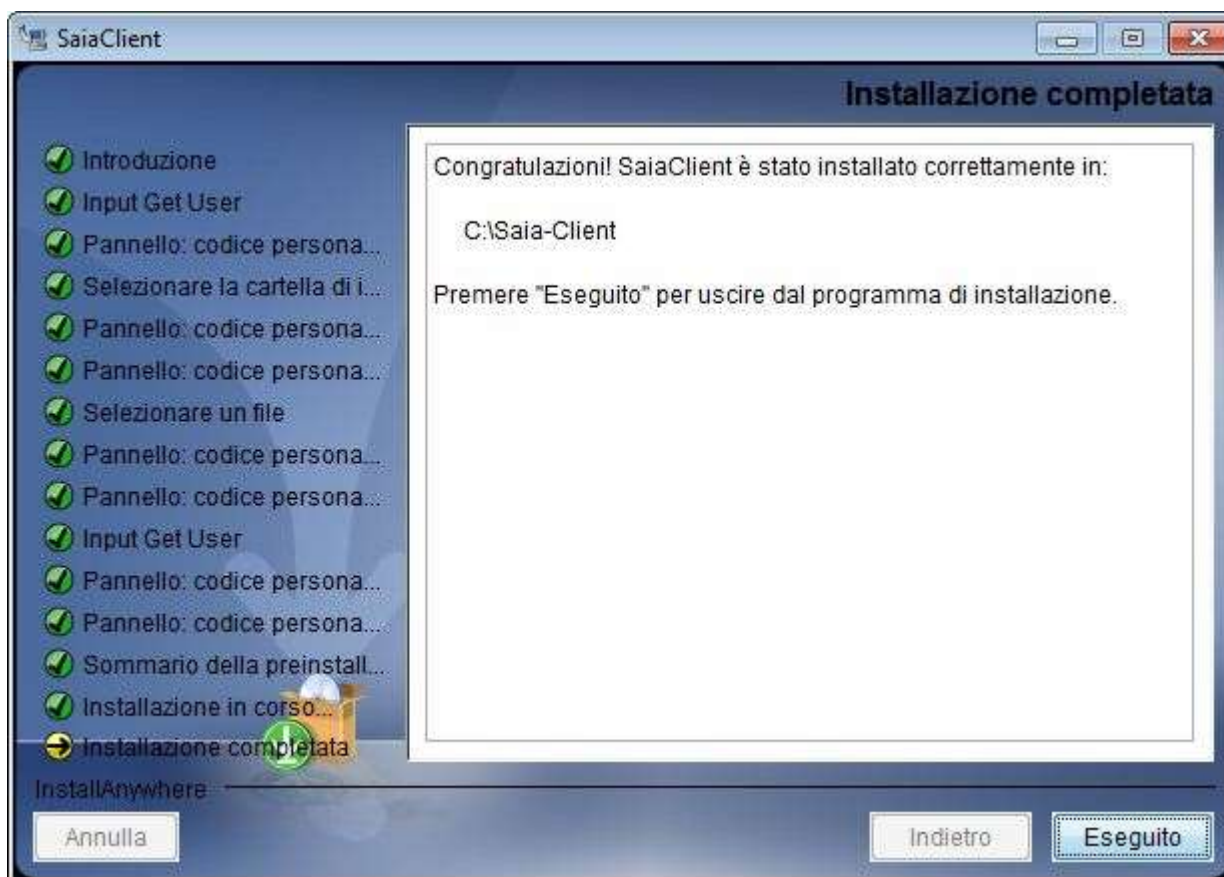 SaiaClient
Installazione completata
Introduzione
Input Get User
Pannello: codice persona...
Selezionare la cartella di i...
Pannello: codice persona...
Pannello: codice persona...
Selezionare un file
Pannello: codice persona...
Pannello: codice persona...
Input Get User
Pannello: codice persona...
Pannello: codice persona...
Sommario della preinstall...
Installazione in corso...
Installazione completata
Congratulazioni! SaiaClient è stato installato correttamente in:
C:\Saia-Client
Premere "Eseguito" per uscire dal programma di installazione.
InstallAnywhere
Annulla
Indietro
Eseguito